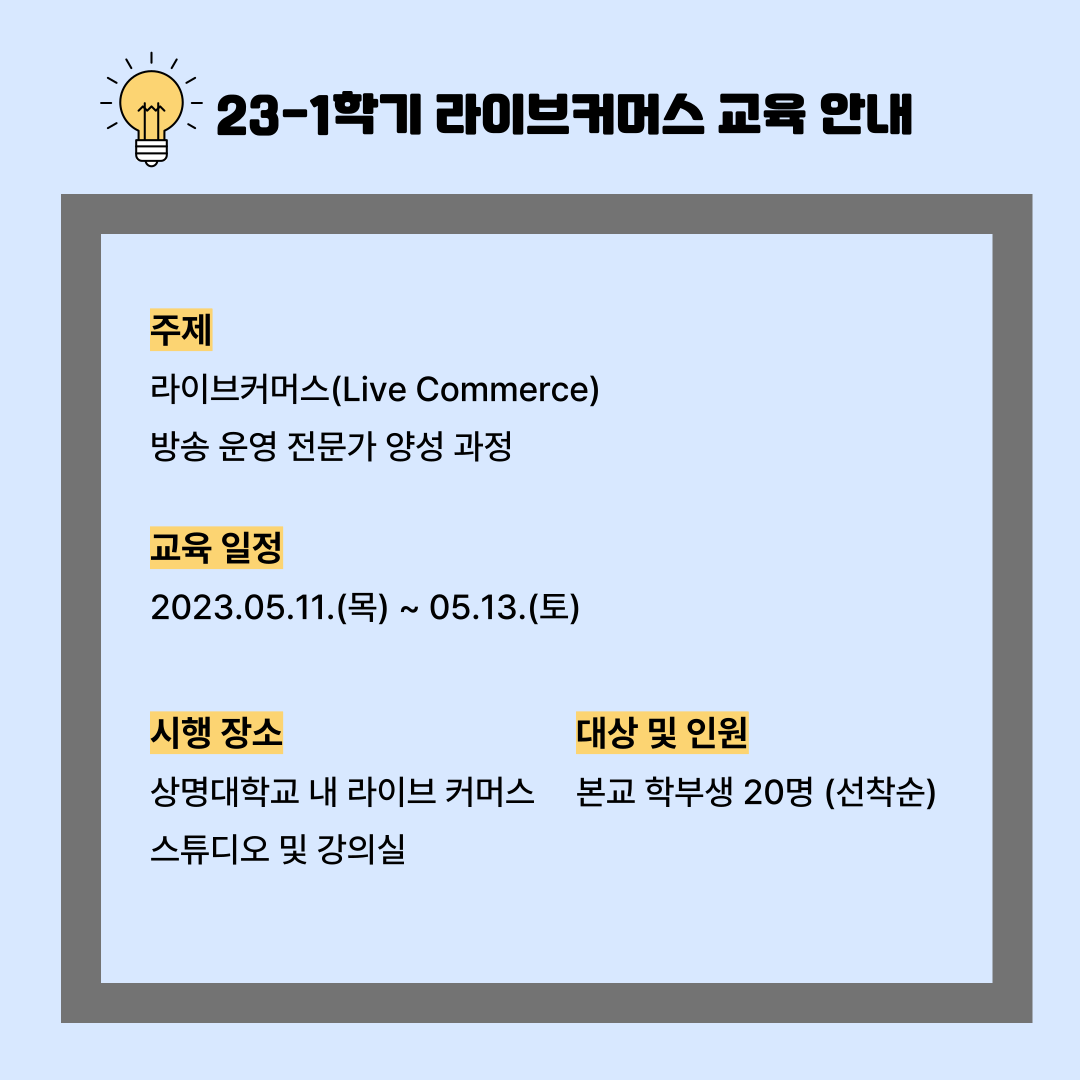 23-1학기 라이브커머스 교육 안내
주제
라이브커머스(Live Commerce)
방송 운영 전문가 양성 과정
교육 일정
2023.05.11.(목) ~ 05.13.(토)
시행 장소
상명대학교 내 라이브 커머스
스튜디오 및 강의실
대상 및 인원
본교 학부생 20명 (선착순)